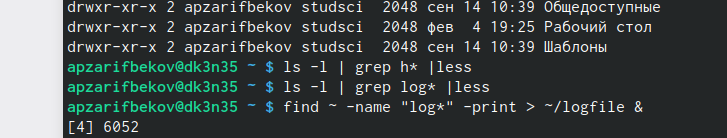 drwxr-xr-x 2 apzarifbekov studsci 2048 сен 14 10:39 Общедоступные
drwxr-xr-x 2 apzarifbekov studsci 2048 фев  4 19:25 Рабочий стол
drwxr-xr-x 2 apzarifbekov studsci 2048 сен 14 10:39 Шаблоны
apzarifbekov@dk3n35 ~ $ ls -l | grep h* |less
apzarifbekov@dk3n35 ~ $ ls -l | grep log* |less
apzarifbekov@dk3n35 ~ $ find ~ -name "log*" -print > ~/logfile &
[4] 6052